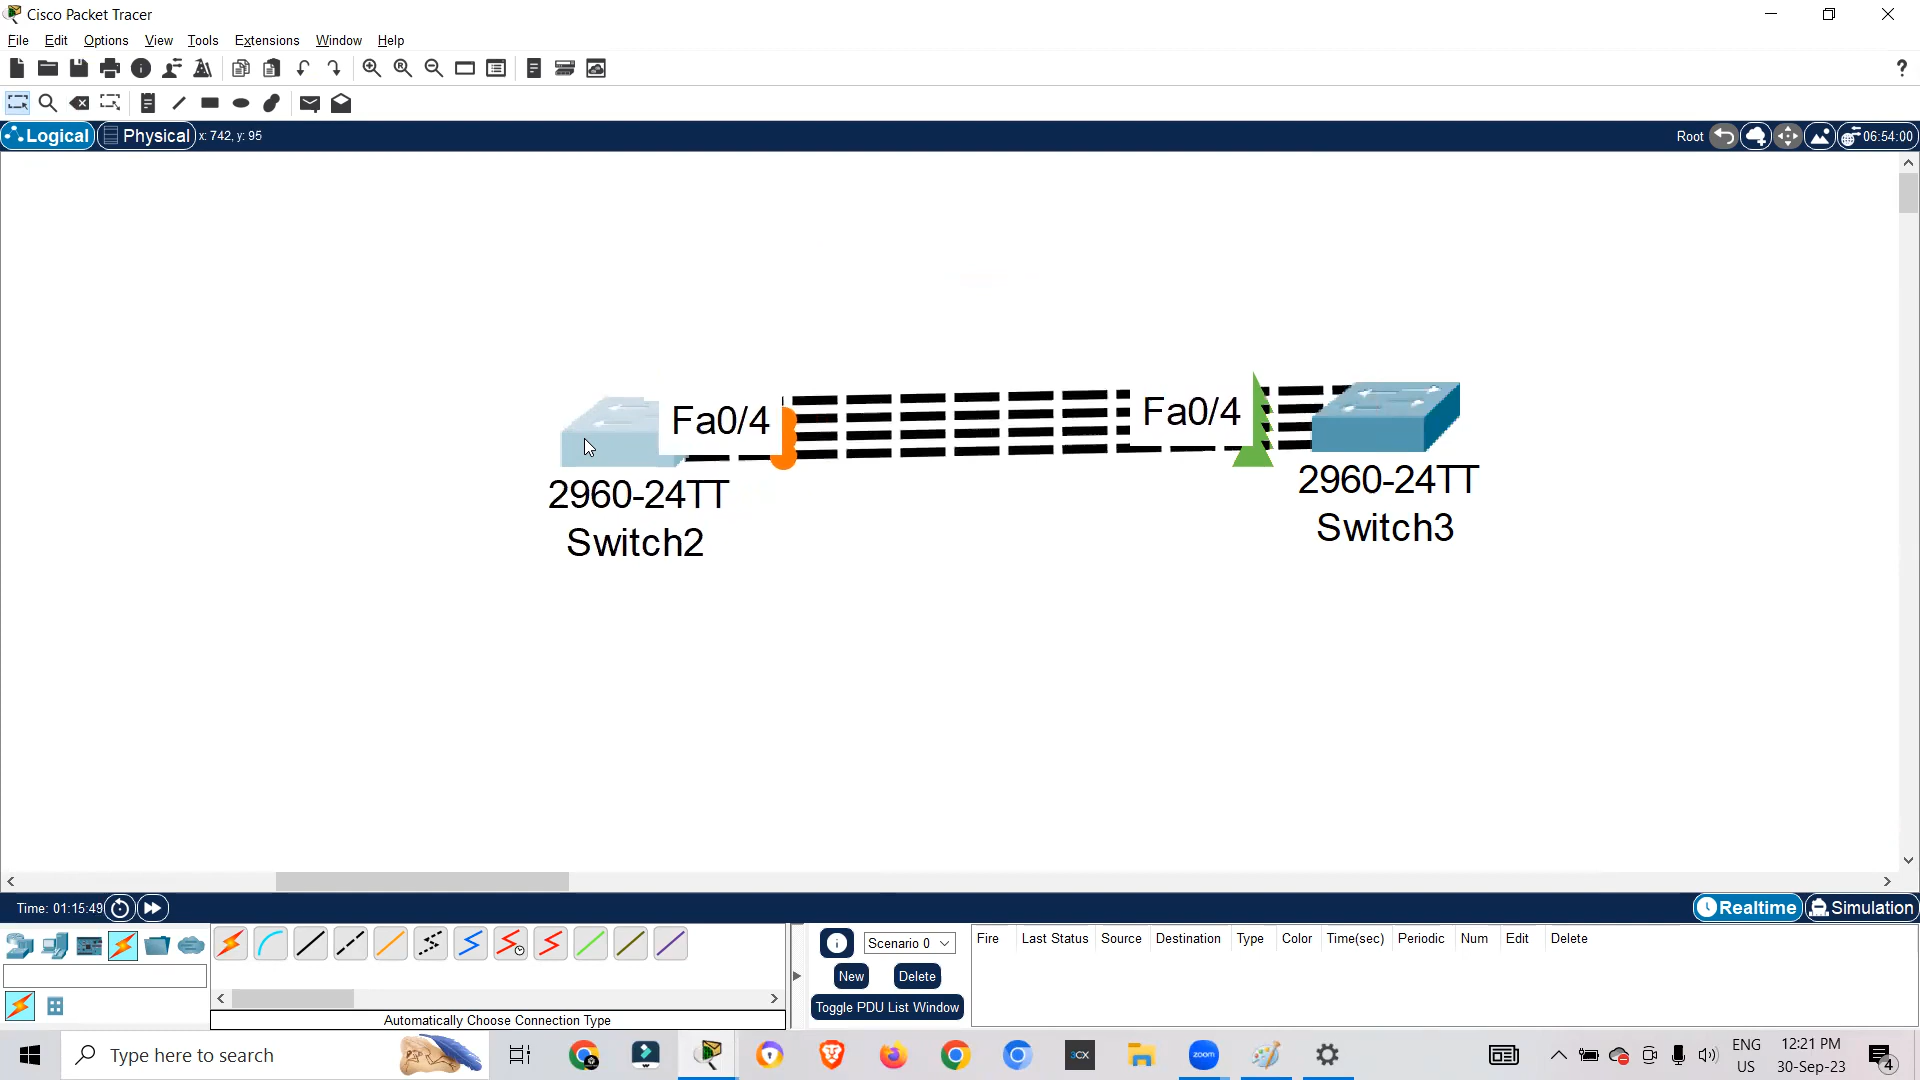 Cisco Packet Tracer
File Edit Options View Tools Extensions Window Help
?
Logical Physical x: 742, y: 95 Root 06:54:00
Fa0/4 Fa0/4
2960-24TT
Switch2
2960-24TT
Switch3
Time: 01:15:49 Realtime Simulation
Scenario 0
New Delete
Toggle PDU List Window
Fire Last Status Source Destination Type Color Time(sec) Periodic Num Edit Delete
Automatically Choose Connection Type
Type here to search
3CX
zoom
ENG
US
12:21 PM
30-Sep-23
4